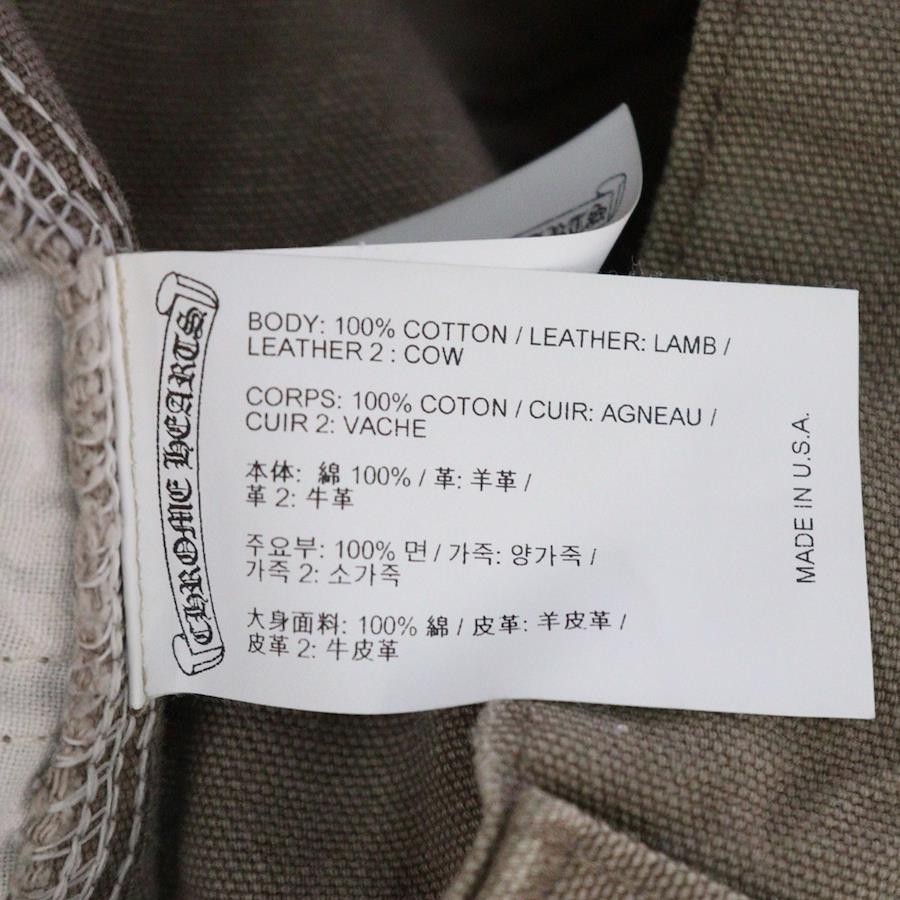 CHROME HEARTS
BODY: 100% COTTON / LEATHER: LAMB /
LEATHER 2 : COW
CORPS: 100% COTON / CUIR: AGNEAU /
CUIR 2: VACHE
本体: 綿 100% / 革: 羊革 /
革 2: 牛革
주요부: 100% 면 / 가죽: 양가죽 /
가죽 2: 소가죽
大身面料: 100% 綿 / 皮革: 羊皮革 /
皮革 2: 牛皮革
MADE IN U.S.A.